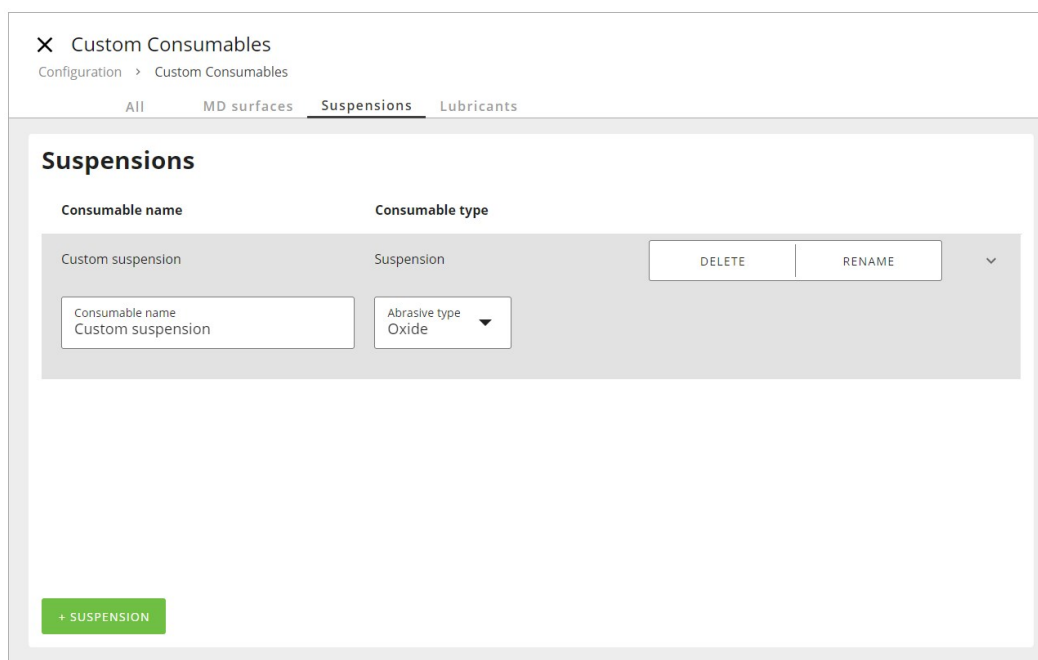 Custom Consumables
Configuration > Custom Consumables
All MD surfaces Suspensions Lubricants
Suspensions
Consumable name Consumable type
Custom suspension Suspension DELETE RENAME
Consumable name Abrasive type
Custom suspension Oxide
+ SUSPENSION